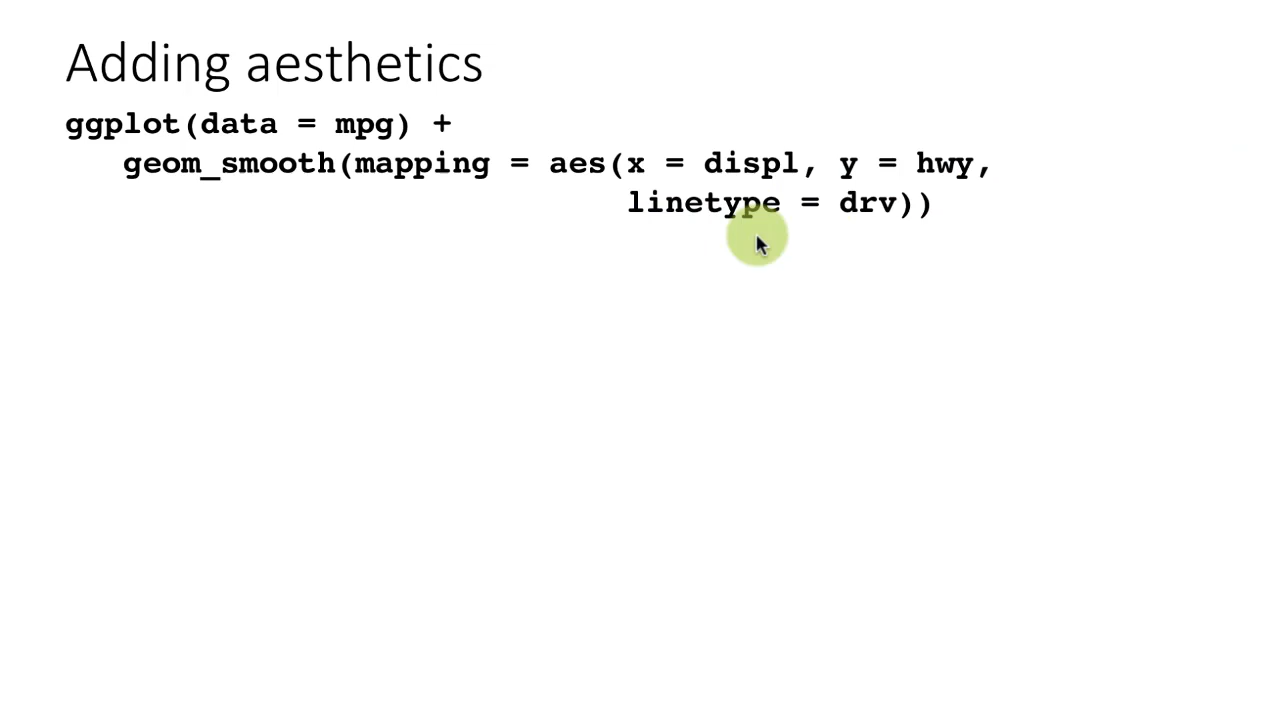 Adding aesthetics
ggplot(data = mpg) +
geom_smooth(mapping = aes(x = displ, y = hwy,
linetype = drv))